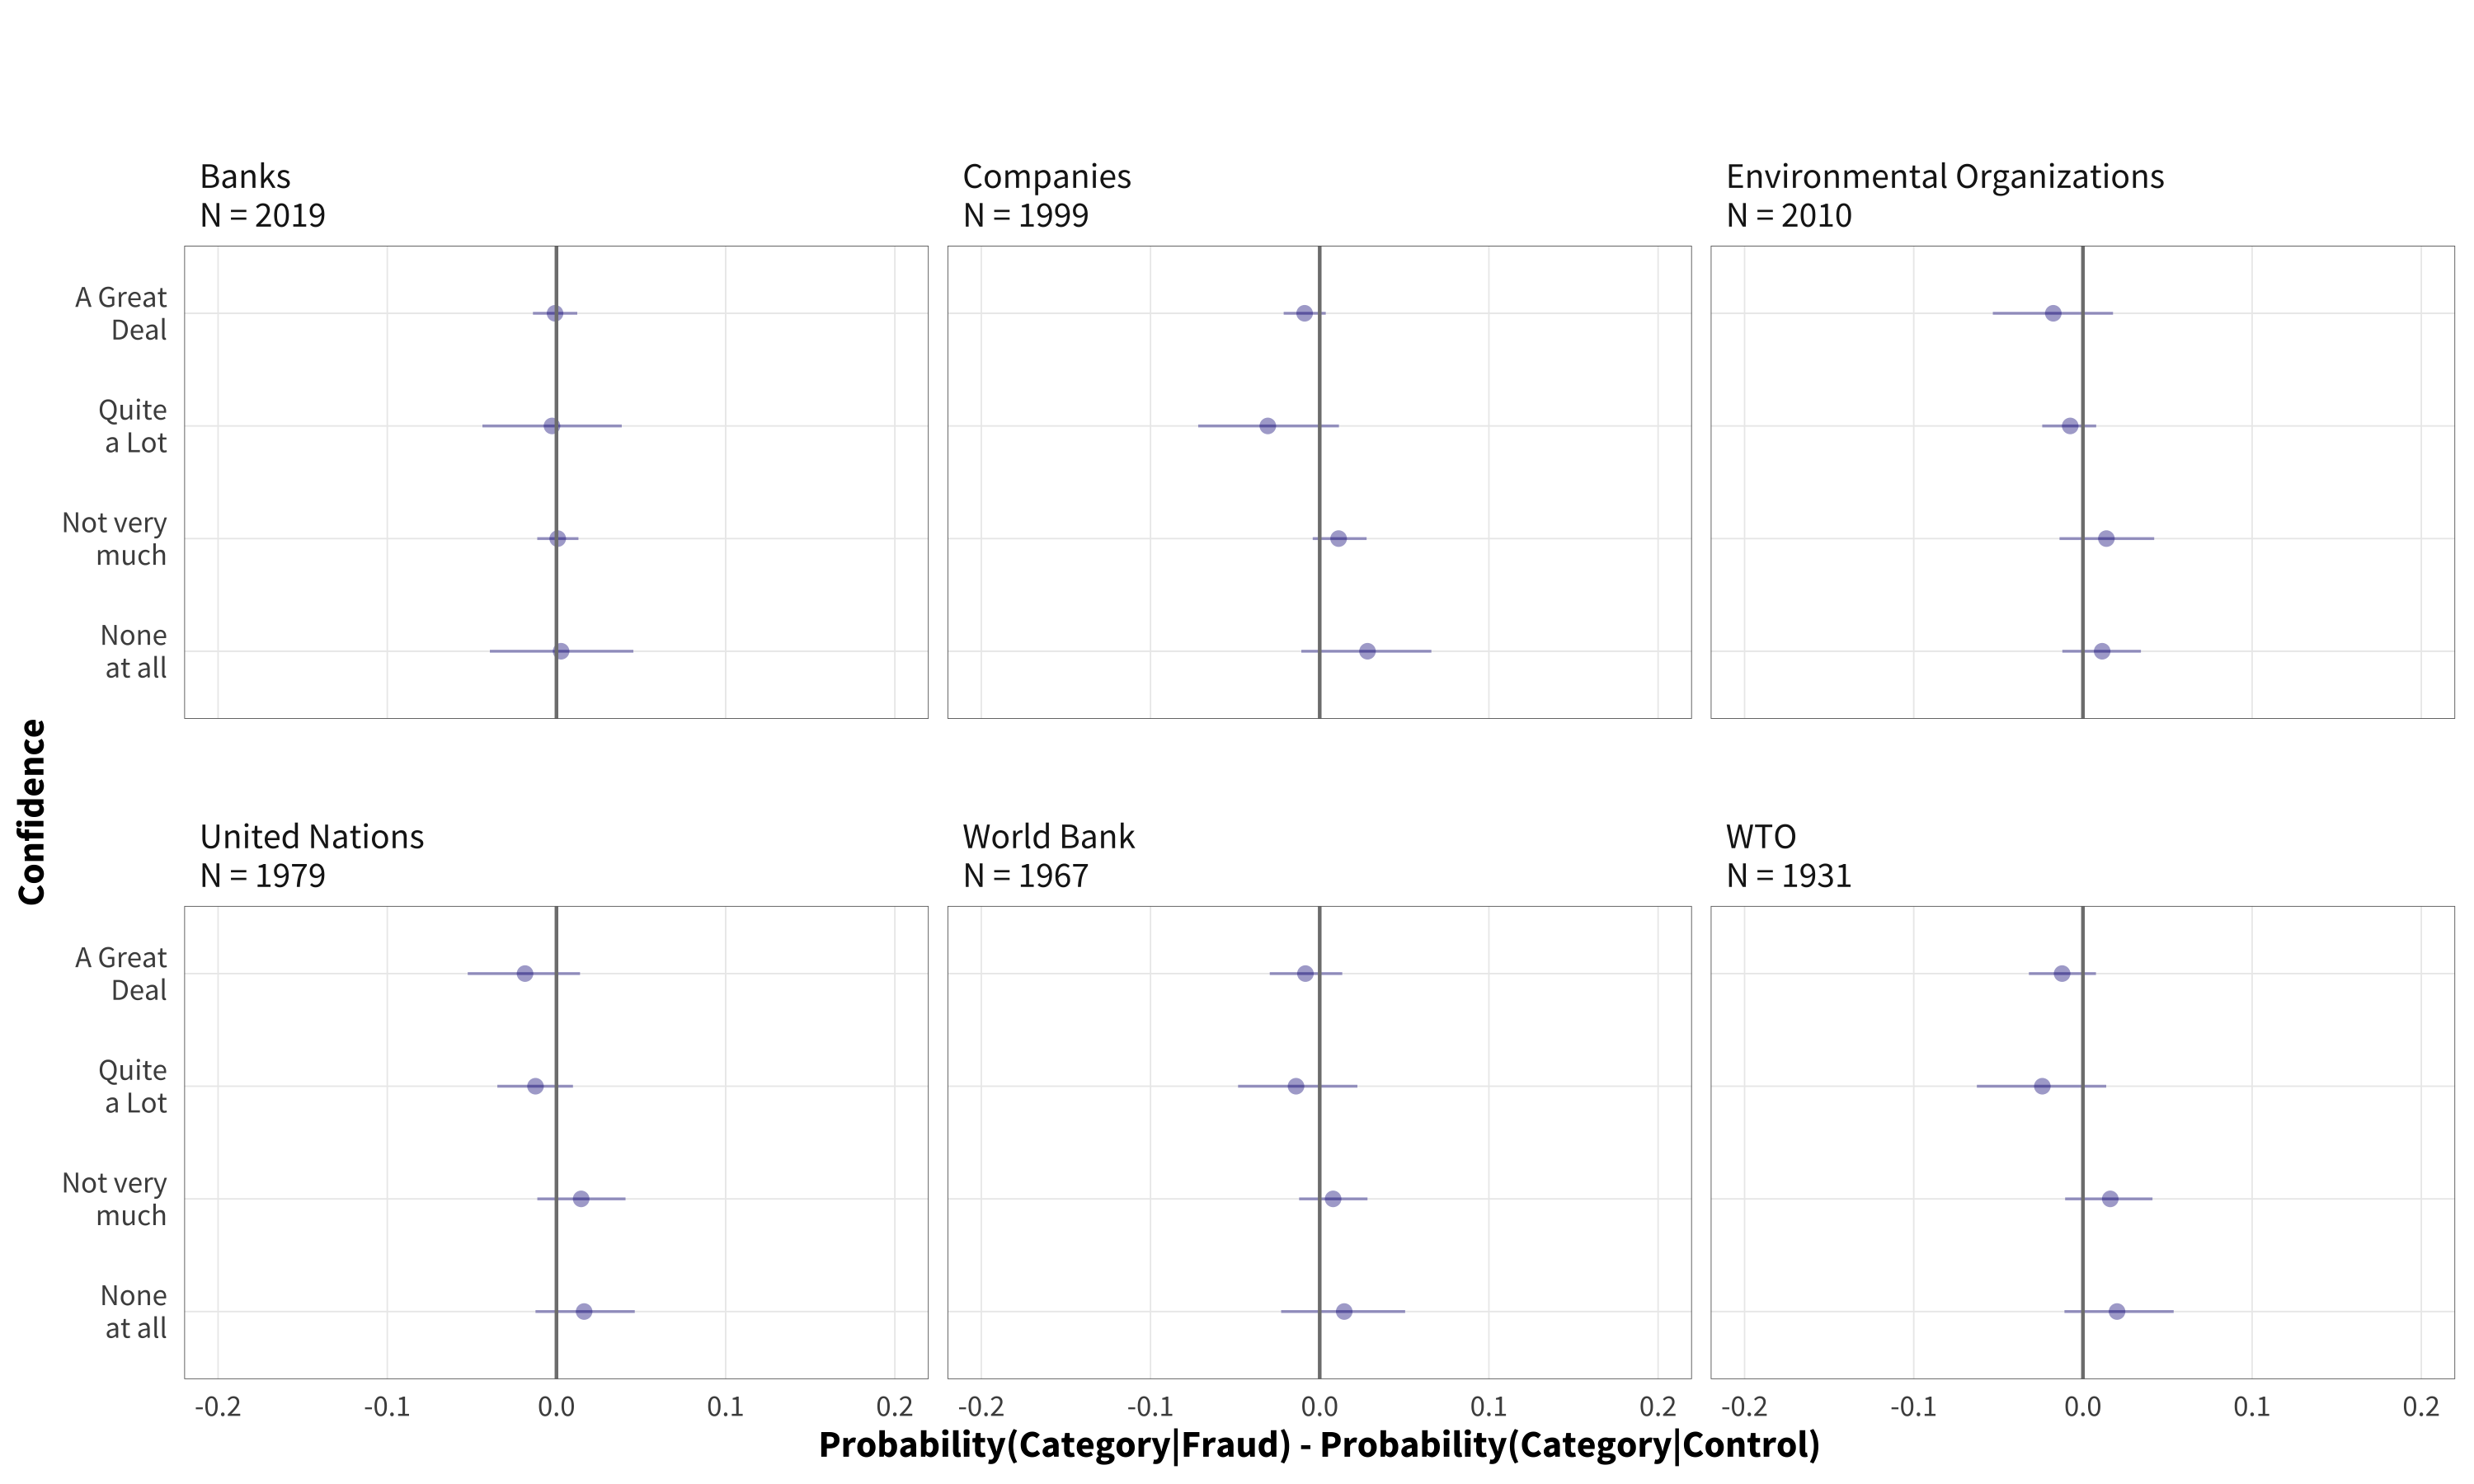 Banks
N = 2019
Companies
N = 1999
Environmental Organizations
N = 2010
A Great
Deal
Quite
a Lot
Not very
much
None
at all
Confidence
United Nations
N = 1979
World Bank
N = 1967
WTO
N = 1931
A Great
Deal
Quite
a Lot
Not very
much
None
at all
-0.2 -0.1 0.0 0.1 0.2 -0.2 -0.1 0.0 0.1 0.2 -0.2 -0.1 0.0 0.1 0.2
Probability(Category|Fraud) - Probability(Category|Control)